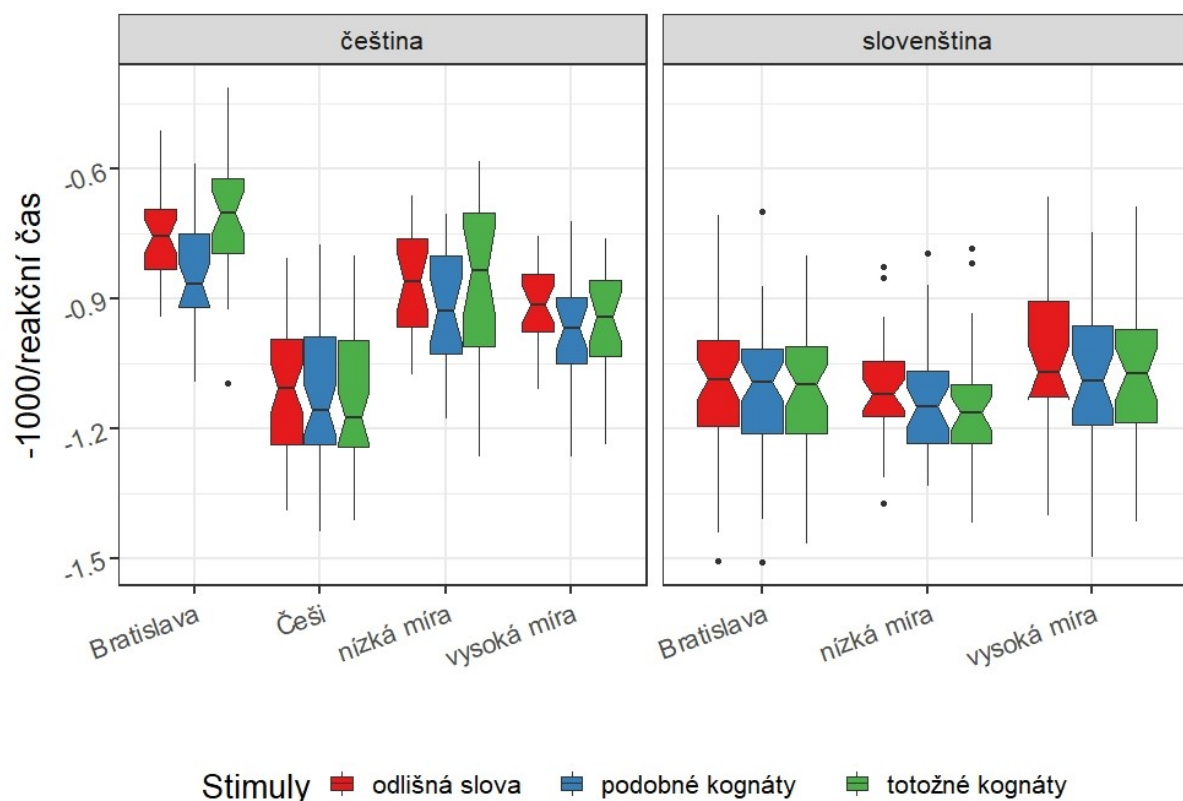 čeština
slovenština
-1000/reakční čas
-0.6
-0.9
-1.2
-1.5
Bratislava
Češi
nízká míra
vysoká míra
Bratislava
nízká míra
vysoká míra
Stimuly odlišná slova podobné kognáty totožné kognáty